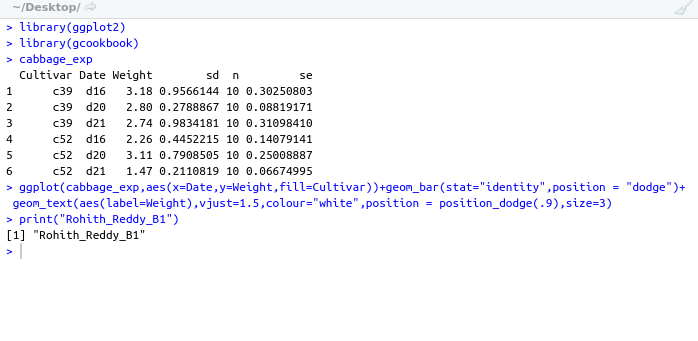 ~/Desktop/
> library(ggplot2)
> library(gcookbook)
> cabbage_exp
  Cultivar Date Weight        sd  n         se
1      c39  d16   3.18 0.9566144 10 0.30250803
2      c39  d20   2.80 0.2788867 10 0.08819171
3      c39  d21   2.74 0.9834181 10 0.31098410
4      c52  d16   2.26 0.4452215 10 0.14079141
5      c52  d20   3.11 0.7908505 10 0.25008887
6      c52  d21   1.47 0.2110819 10 0.06674995
> ggplot(cabbage_exp,aes(x=Date,y=Weight,fill=Cultivar))+geom_bar(stat="identity",position = "dodge")+
geom_text(aes(label=Weight),vjust=1.5,colour="white",position = position_dodge(.9),size=3)
> print("Rohith_Reddy_B1")
[1] "Rohith_Reddy_B1"
>